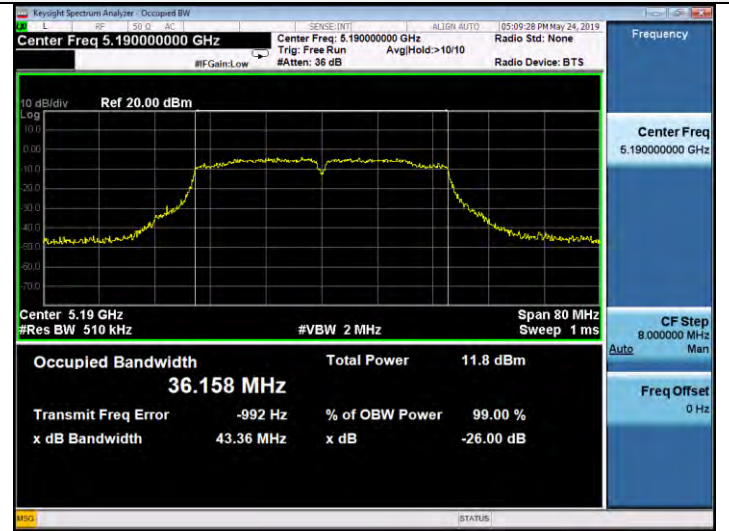 Keysight Spectrum Analyzer - Occupied BW
L RF 50 Ω AC SENSE:INT ALIGN AUTO 05:09:28 PM May 24, 2019
Center Freq 5.190000000 GHz
Center Freq: 5.190000000 GHz
Radio Std: None
Trig: Free Run Avg|Hold:>10/10
#IFGain:Low #Atten: 36 dB Radio Device: BTS
Frequency
10 dB/div Ref 20.00 dBm
Log
10.0
0.00
-10.0
-20.0
-30.0
-40.0
-50.0
-60.0
-70.0
Center 5.19 GHz Span 80 MHz
#Res BW 510 kHz #VBW 2 MHz Sweep 1 ms
Occupied Bandwidth Total Power 11.8 dBm
36.158 MHz
Transmit Freq Error -992 Hz % of OBW Power 99.00 %
x dB Bandwidth 43.36 MHz x dB -26.00 dB
Center Freq
5.190000000 GHz
CF Step
8.000000 MHz
Auto Man
Freq Offset
0 Hz
MSG STATUS